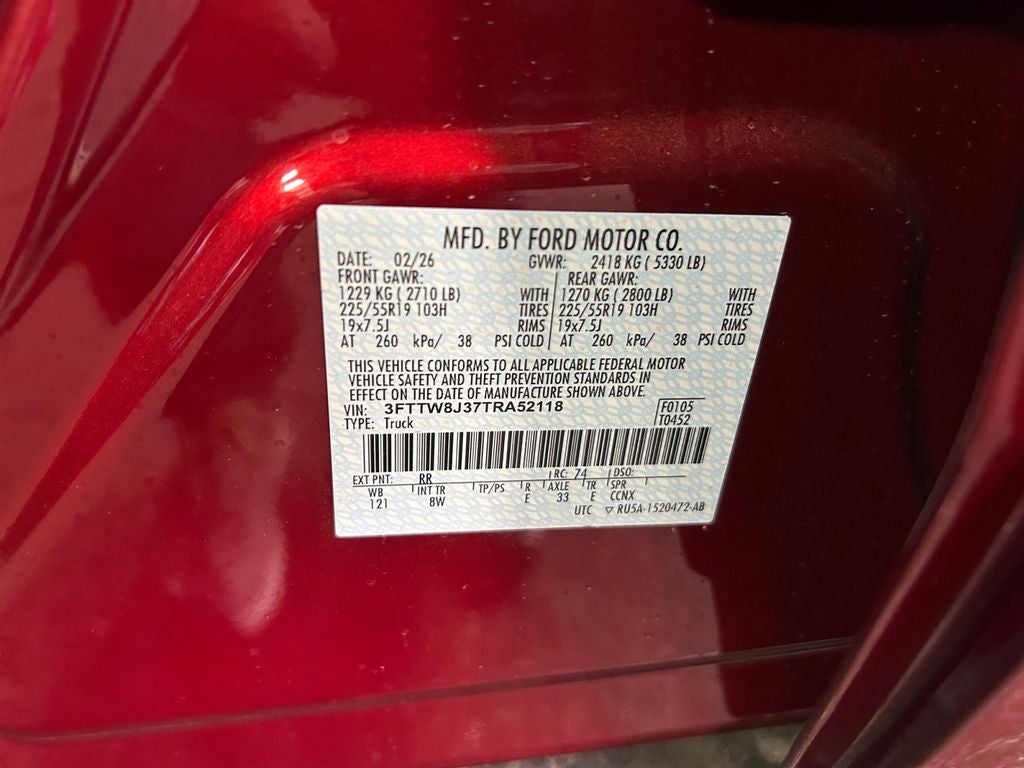 MFD. BY FORD MOTOR CO.
DATE: 02/26 GVWR: 2418 KG ( 5330 LB)
FRONT GAWR: REAR GAWR:
1229 KG ( 2710 LB) WITH 1270 KG ( 2800 LB) WITH
225/55R19 103H TIRES 225/55R19 103H TIRES
19x7.5J RIMS 19x7.5J RIMS
AT 260 kPa/ 38 PSI COLD AT 260 kPa/ 38 PSI COLD
THIS VEHICLE CONFORMS TO ALL APPLICABLE FEDERAL MOTOR
VEHICLE SAFETY AND THEFT PREVENTION STANDARDS IN
EFFECT ON THE DATE OF MANUFACTURE SHOWN ABOVE.
VIN: 3FTTW8J37TRA52118 F0105
TYPE: Truck T0452
EXT PNT: RR RC: 74 DSO:
WB INT TR TP/PS R AXLE TR SPR
121 8W E 33 E CCNX
UTC ▽ RU5A-1520472-AB